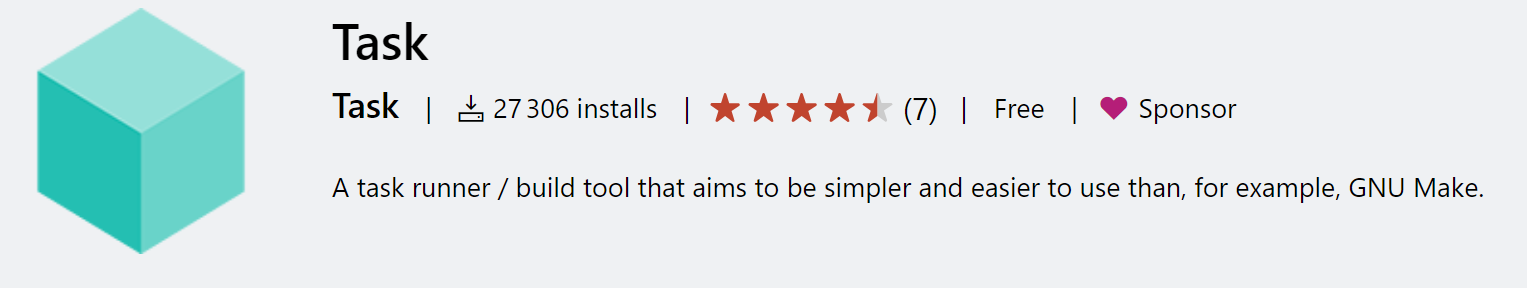 Task
Task | 27 306 installs | (7) | Free | Sponsor
A task runner / build tool that aims to be simpler and easier to use than, for example, GNU Make.